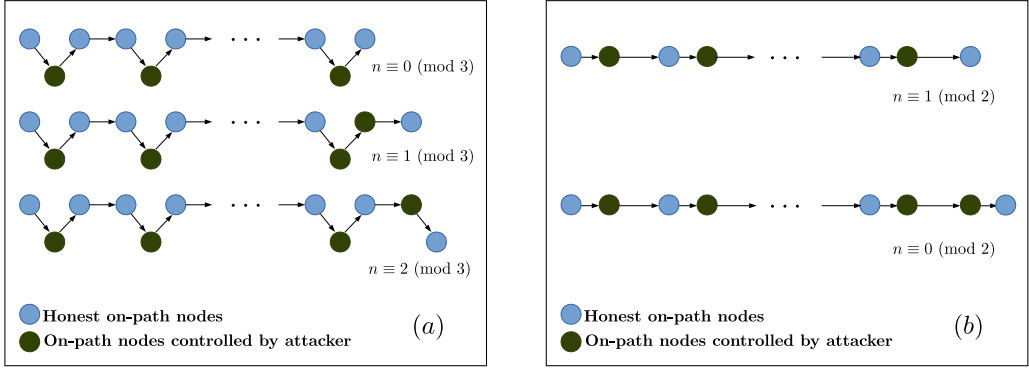 · · ·
n ≡ 0 (mod 3)
· · ·
n ≡ 1 (mod 3)
· · ·
n ≡ 2 (mod 3)
Honest on-path nodes
On-path nodes controlled by attacker
(a)
· · ·
n ≡ 1 (mod 2)
· · ·
n ≡ 0 (mod 2)
Honest on-path nodes
On-path nodes controlled by attacker
(b)